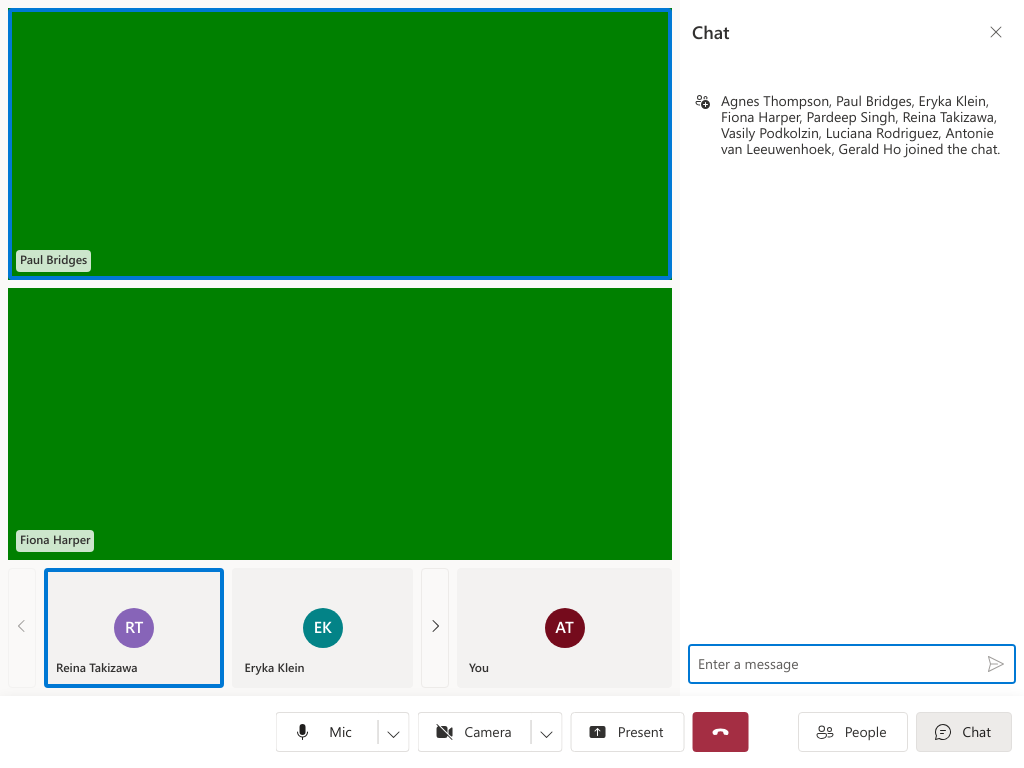 Paul Bridges
Fiona Harper
RT
Reina Takizawa
EK
Eryka Klein
AT
You
Chat
Agnes Thompson, Paul Bridges, Eryka Klein,
Fiona Harper, Pardeep Singh, Reina Takizawa,
Vasily Podkolzin, Luciana Rodriguez, Antonie
van Leeuwenhoek, Gerald Ho joined the chat.
Enter a message
Mic
Camera
Present
People
Chat